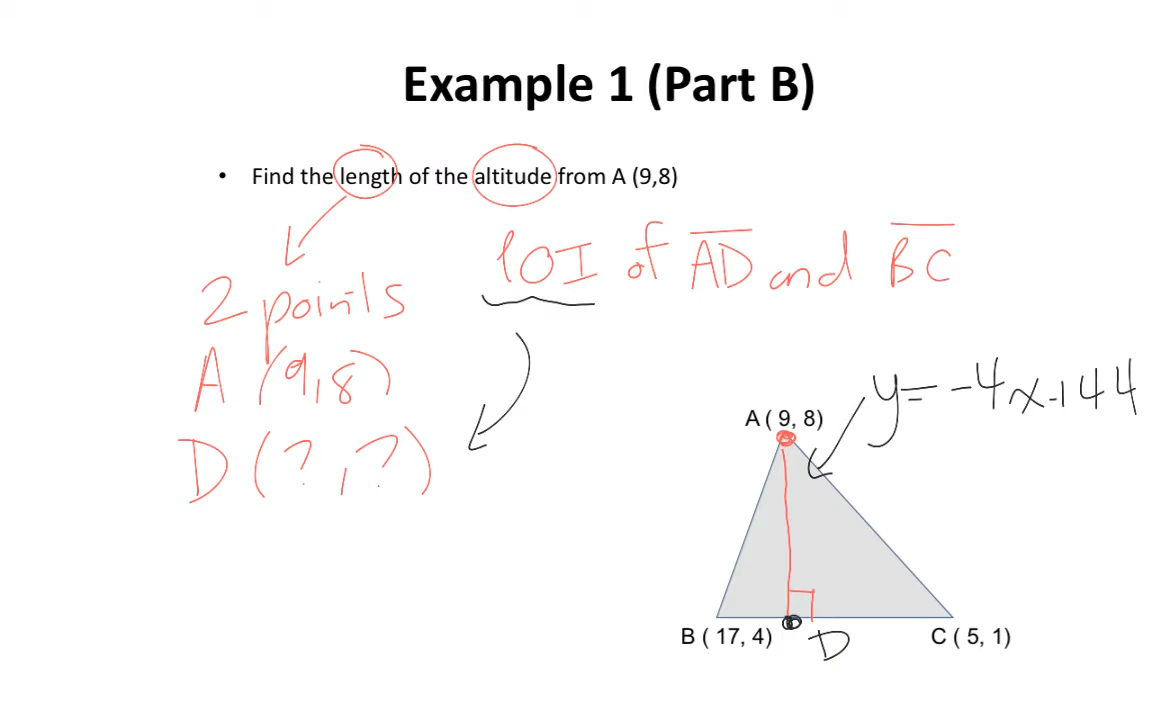 Example 1 (Part B)
• Find the length of the altitude from A (9,8)
POI of AD and BC
2 points
A (9,8)
D (?,?)
y=-4x+44
A ( 9, 8)
B ( 17, 4)
D
C ( 5, 1)